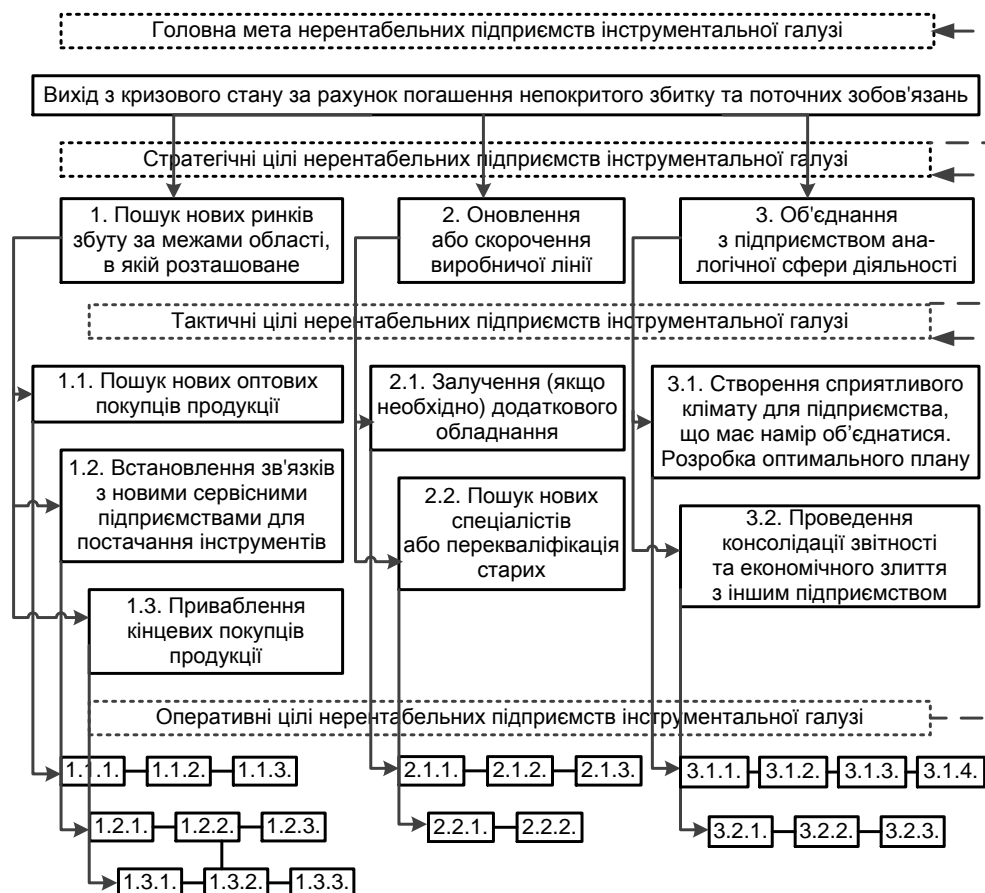 Головна мета нерентабельних підприємств інструментальної галузі
Вихід з кризового стану за рахунок погашення непокритого збитку та поточних зобов'язань
Стратегічні цілі нерентабельних підприємств інструментальної галузі
1. Пошук нових ринків
збуту за межами області,
в якій розташоване
2. Оновлення
або скорочення
виробничої лінії
3. Об'єднання
з підприємством ана-
логічної сфери діяльності
Тактичні цілі нерентабельних підприємств інструментальної галузі
1.1. Пошук нових оптових
покупців продукції
1.2. Встановлення зв'язків
з новими сервісними
підприємствами для
постачання інструментів
1.3. Приваблення
кінцевих покупців
продукції
2.1. Залучення (якщо
необхідно) додаткового
обладнання
2.2. Пошук нових
спеціалістів
або перекваліфікація
старих
3.1. Створення сприятливого
клімату для підприємства,
що має намір об’єднатися.
Розробка оптимального плану
3.2. Проведення
консолідації звітності
та економічного злиття
з іншим підприємством
Оперативні цілі нерентабельних підприємств інструментальної галузі
1.1.1. 1.1.2. 1.1.3. 2.1.1. 2.1.2. 2.1.3. 3.1.1. 3.1.2. 3.1.3. 3.1.4.
1.2.1. 1.2.2. 1.2.3. 2.2.1. 2.2.2. 3.2.1. 3.2.2. 3.2.3.
1.3.1. 1.3.2. 1.3.3.